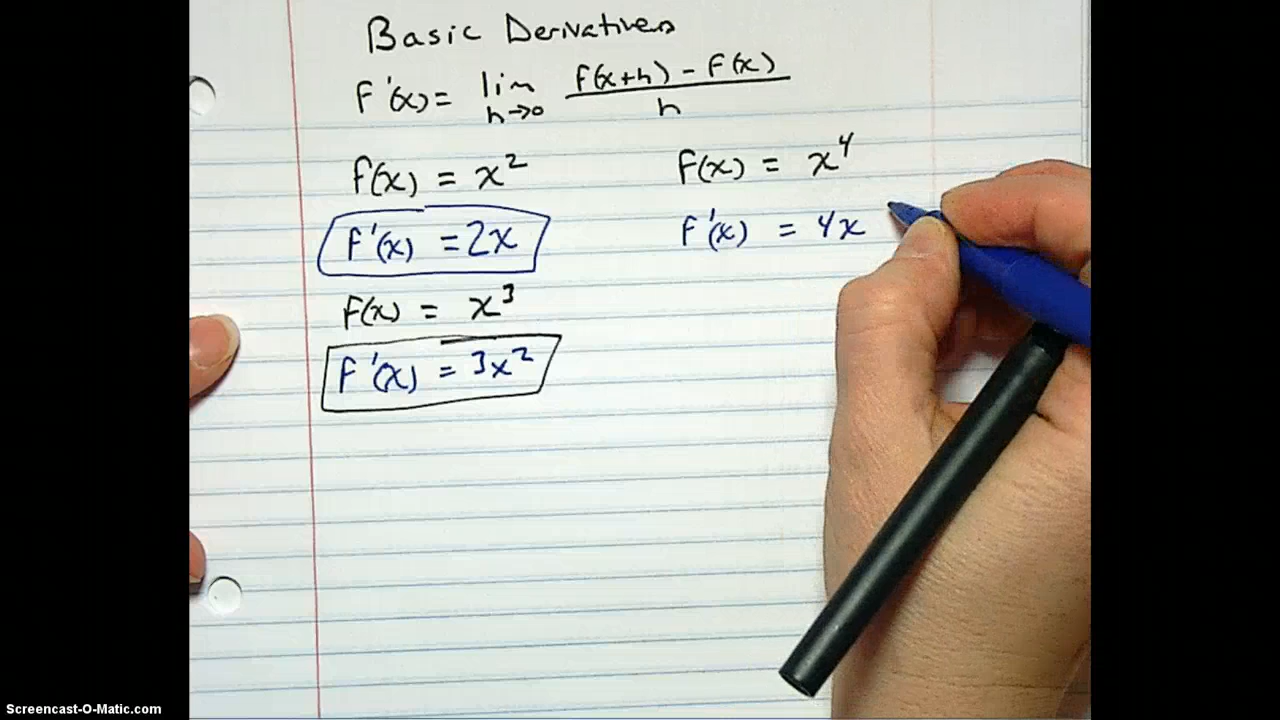 Basic Derivatives
f'(x) = lim h→0 f(x+h) - f(x) / h
f(x) = x²
f'(x) = 2x
f(x) = x³
f'(x) = 3x²
f(x) = x⁴
f'(x) = 4x
Screencast-O-Matic.com